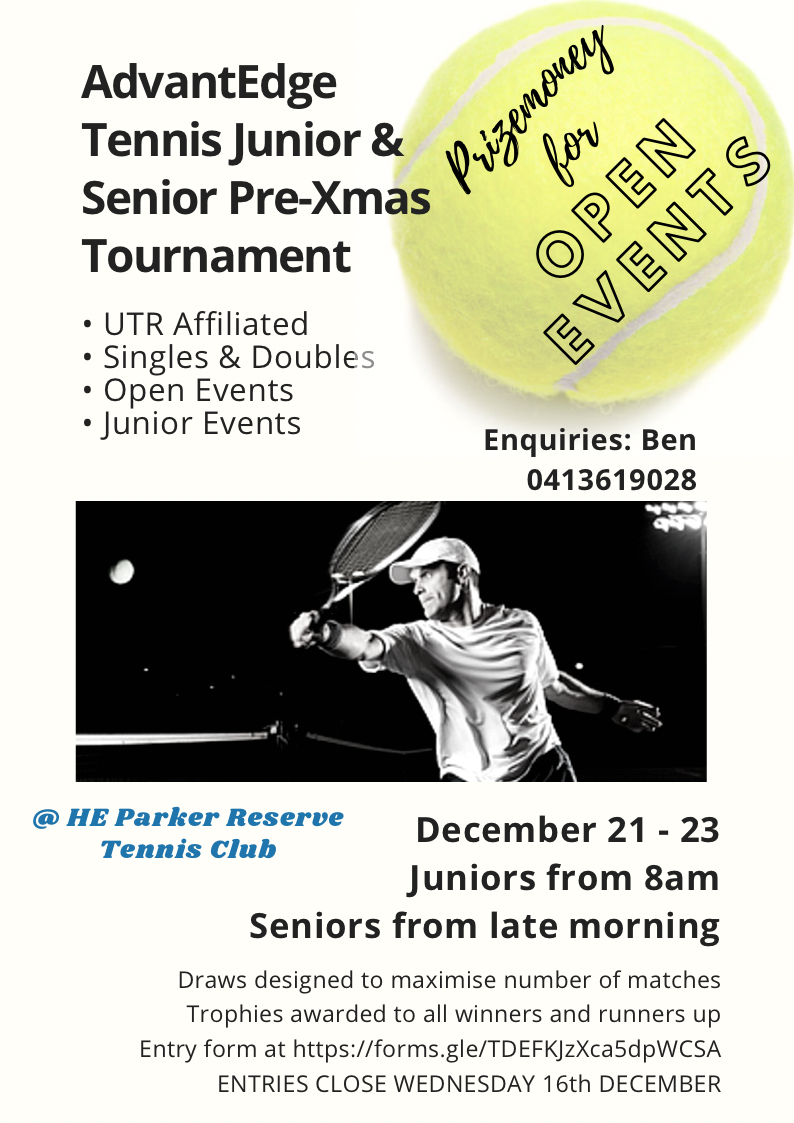 AdvantEdge
Tennis Junior &
Senior Pre-Xmas
Tournament
Prizemoney
for
OPEN
EVENTS
• UTR Affiliated
• Singles & Doubles
• Open Events
• Junior Events
Enquiries: Ben
0413619028
@ HE Parker Reserve
Tennis Club
December 21 - 23
Juniors from 8am
Seniors from late morning
Draws designed to maximise number of matches
Trophies awarded to all winners and runners up
Entry form at https://forms.gle/TDEFKJzXca5dpWCSA
ENTRIES CLOSE WEDNESDAY 16th DECEMBER